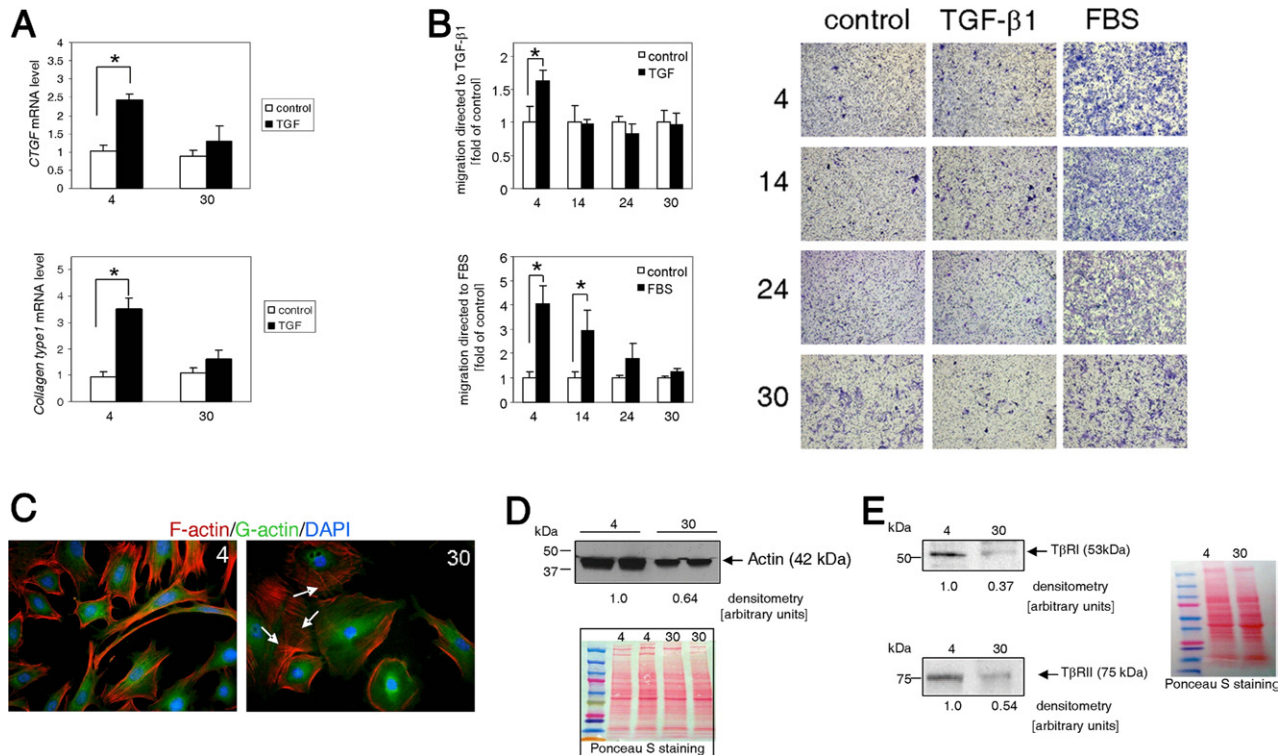 A
CTGF mRNA level
4
3.5
3
2.5
2
1.5
1
0.5
0
*
4 30
control
TGF
Collagen type1 mRNA level
5
4
3
2
1
0
*
4 30
control
TGF
B
migration directed to TGF-β1
[fold of control]
2
1.5
1
0.5
0
*
control
TGF
4 14 24 30
migration directed to FBS
[fold of control]
6
5
4
3
2
1
0
* *
control
FBS
4 14 24 30
control TGF-β1 FBS
4
14
24
30
C
F-actin/G-actin/DAPI
4 30
D
kDa 4 30
50
37
Actin (42 kDa)
1.0 0.64 densitometry
[arbitrary units]
4 4 30 30
Ponceau S staining
E
kDa 4 30
50
TβRI (53kDa)
1.0 0.37 densitometry
[arbitrary units]
4 30
75
TβRII (75 kDa)
1.0 0.54 densitometry
[arbitrary units]
4 30
Ponceau S staining